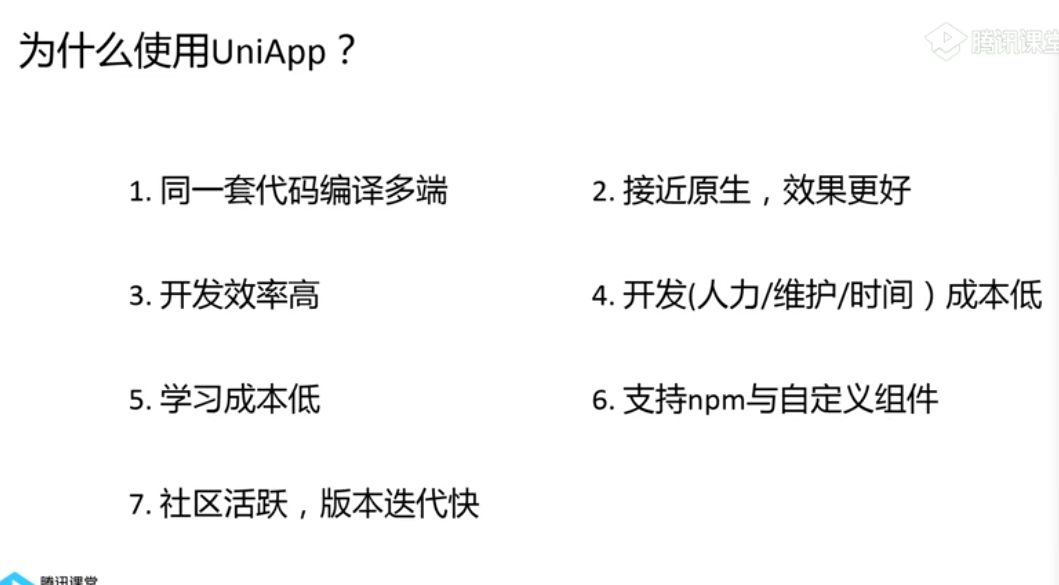 为什么使用UniApp？
腾讯课堂
1. 同一套代码编译多端
2. 接近原生，效果更好
3. 开发效率高
4. 开发(人力/维护/时间）成本低
5. 学习成本低
6. 支持npm与自定义组件
7. 社区活跃，版本迭代快
腾讯课堂